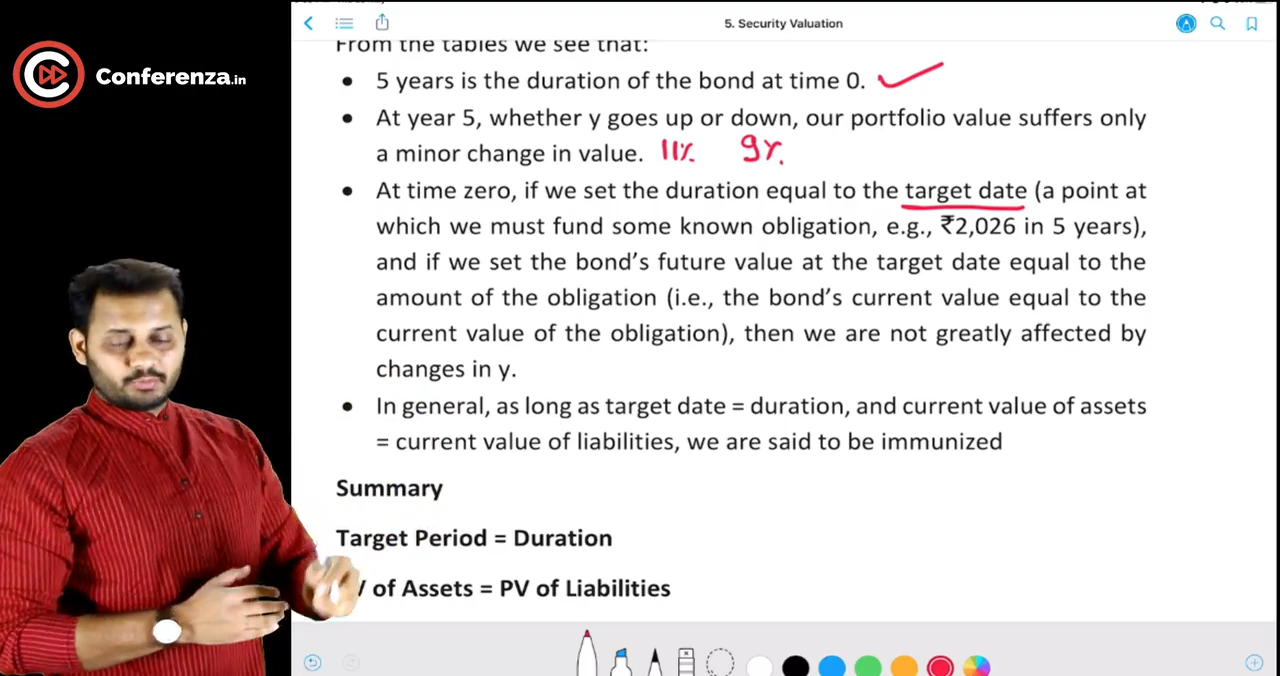 5. Security Valuation
Conferenza.in
From the tables we see that:
• 5 years is the duration of the bond at time 0.
• At year 5, whether y goes up or down, our portfolio value suffers only
a minor change in value. 11% 9%
• At time zero, if we set the duration equal to the target date (a point at
which we must fund some known obligation, e.g., ₹2,026 in 5 years),
and if we set the bond's future value at the target date equal to the
amount of the obligation (i.e., the bond's current value equal to the
current value of the obligation), then we are not greatly affected by
changes in y.
• In general, as long as target date = duration, and current value of assets
= current value of liabilities, we are said to be immunized
Summary
Target Period = Duration
of Assets = PV of Liabilities